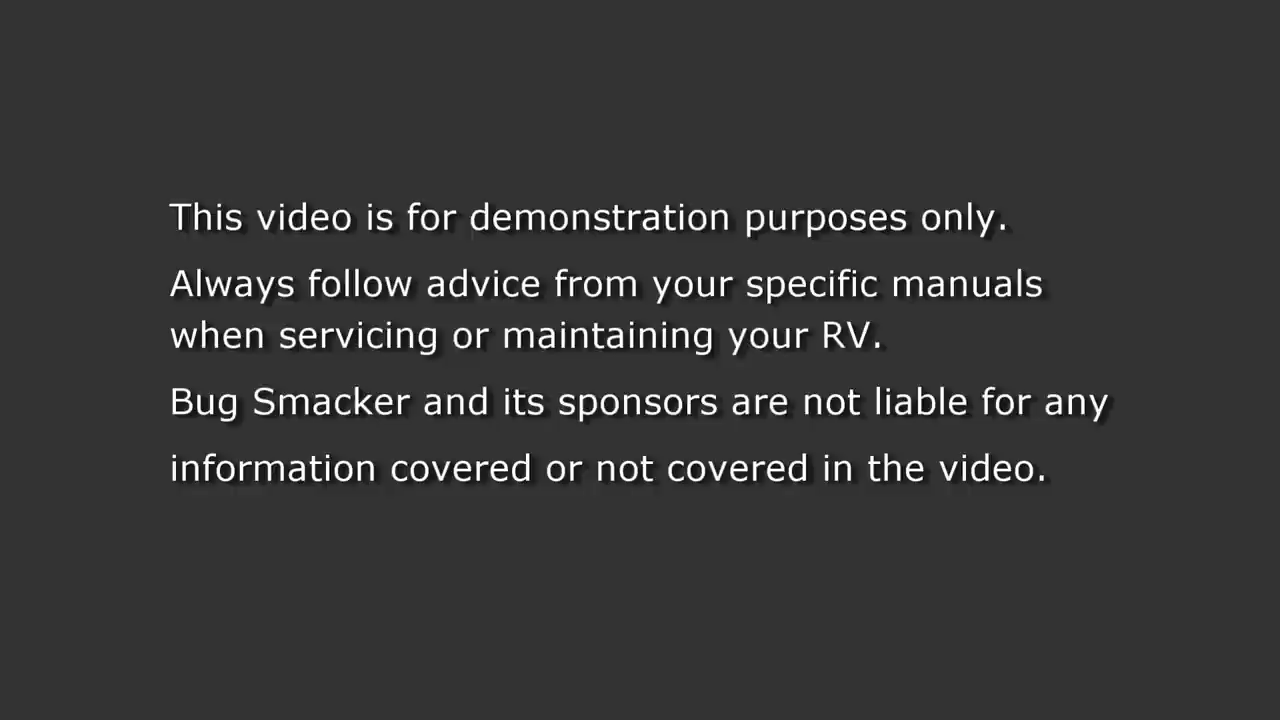 This video is for demonstration purposes only.
Always follow advice from your specific manuals
when servicing or maintaining your RV.
Bug Smacker and its sponsors are not liable for any
information covered or not covered in the video.